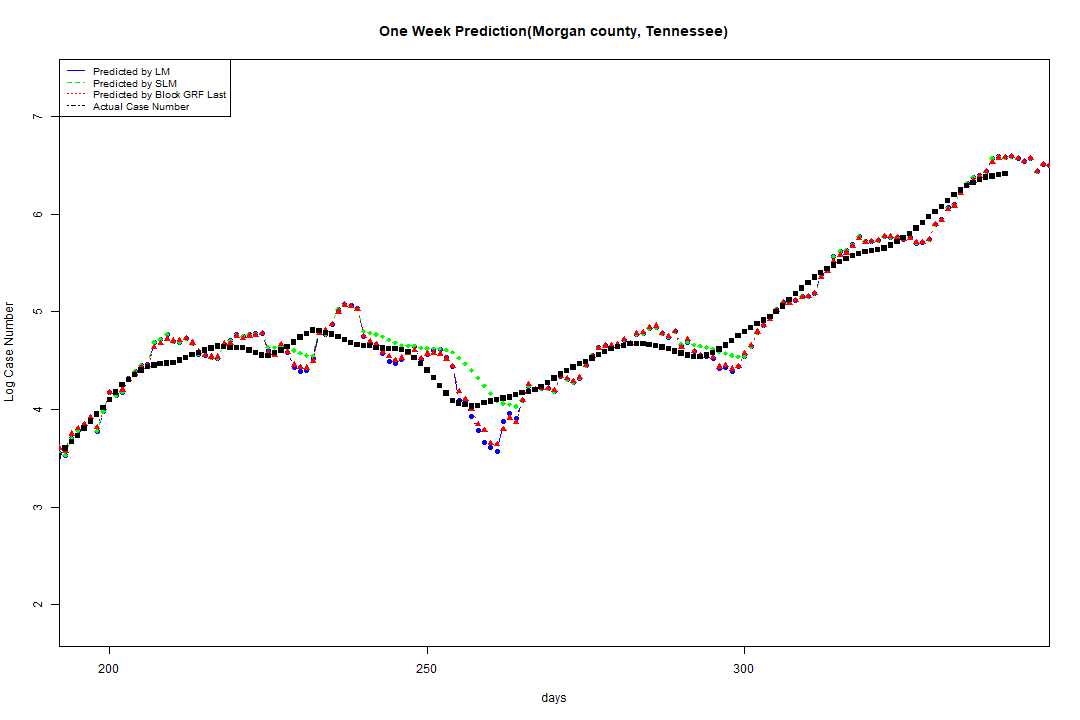 One Week Prediction(Morgan county, Tennessee)
Predicted by LM
Predicted by SLM
Predicted by Block GRF Last
Actual Case Number
7
6
5
4
3
2
Log Case Number
200
250
300
days